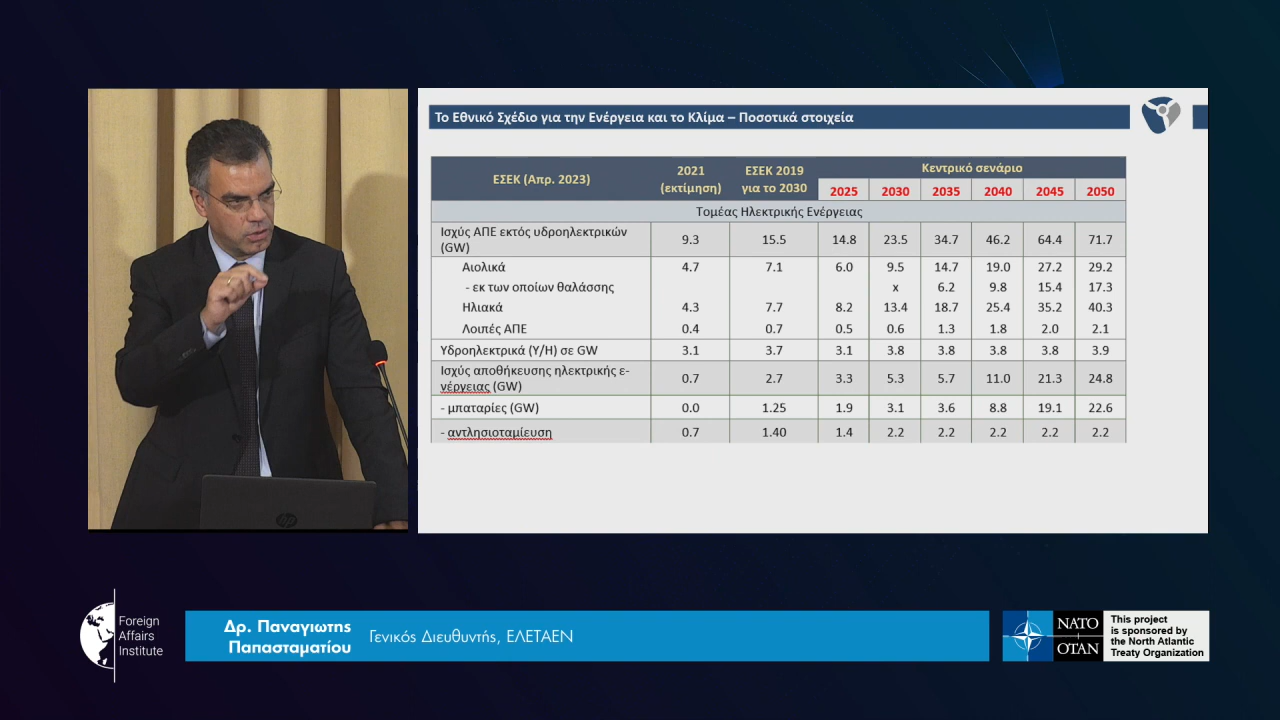 Το Εθνικό Σχέδιο για την Ενέργεια και το Κλίμα – Ποσοτικά στοιχεία
ΕΣΕΚ (Απρ. 2023) 2021 (εκτίμηση) ΕΣΕΚ 2019 για το 2030 Κεντρικό σενάριο
2025 2030 2035 2040 2045 2050
Τομέας Ηλεκτρικής Ενέργειας
Ισχύς ΑΠΕ εκτός υδροηλεκτρικών (GW) 9.3 15.5 14.8 23.5 34.7 46.2 64.4 71.7
Αιολικά 4.7 7.1 6.0 9.5 14.7 19.0 27.2 29.2
- εκ των οποίων θαλάσσης x 6.2 9.8 15.4 17.3
Ηλιακά 4.3 7.7 8.2 13.4 18.7 25.4 35.2 40.3
Λοιπές ΑΠΕ 0.4 0.7 0.5 0.6 1.3 1.8 2.0 2.1
Υδροηλεκτρικά (Υ/Η) σε GW 3.1 3.7 3.1 3.8 3.8 3.8 3.8 3.9
Ισχύς αποθήκευσης ηλεκτρικής ε-
νέργειας (GW) 0.7 2.7 3.3 5.3 5.7 11.0 21.3 24.8
- μπαταρίες (GW) 0.0 1.25 1.9 3.1 3.6 8.8 19.1 22.6
- αντλησιοταμίευση 0.7 1.40 1.4 2.2 2.2 2.2 2.2 2.2
hp
Foreign
Affairs
Institute
Δρ. Παναγιωτης
Παπασταματίου
Γενικός Διευθυντής, ΕΛΕΤΑΕΝ
NATO
OTAN
This project
is sponsored by
the North Atlantic
Treaty Organization